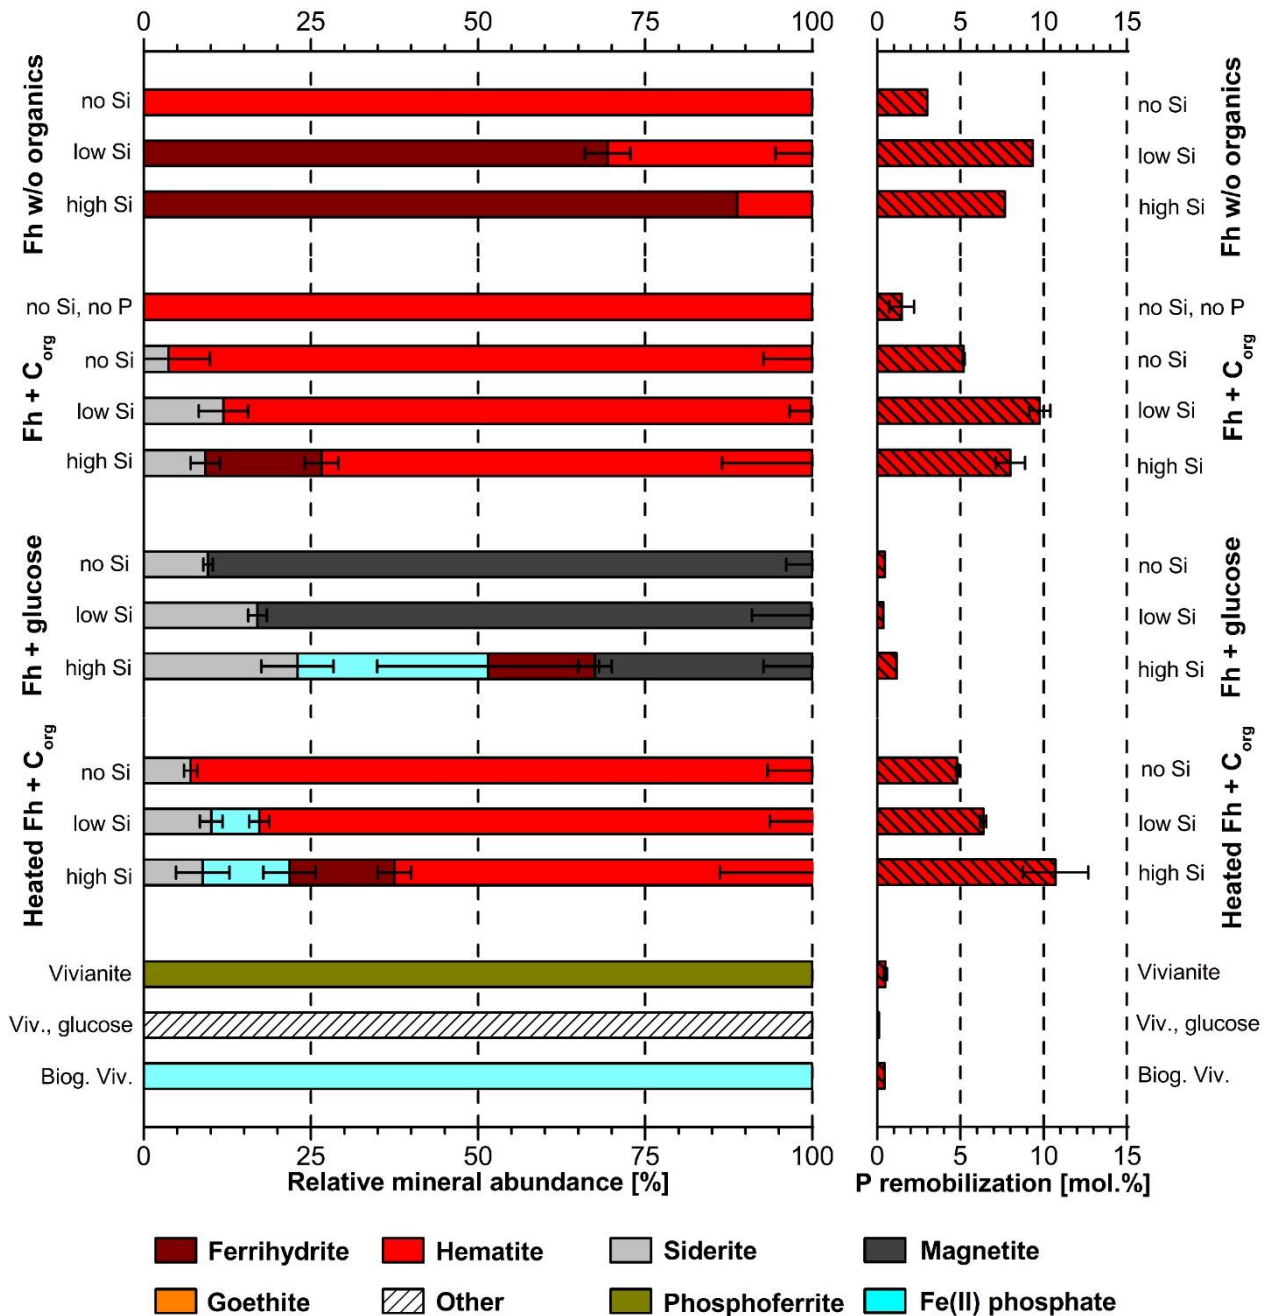 0 25 50 75 100 0 5 10 15
Fh w/o organics
no Si no Si
low Si low Si
high Si high Si
Fh w/o organics
Fh + Corg
no Si, no P no Si, no P
no Si no Si
low Si low Si
high Si high Si
Fh + Corg
Fh + glucose
no Si no Si
low Si low Si
high Si high Si
Fh + glucose
Heated Fh + Corg
no Si no Si
low Si low Si
high Si high Si
Heated Fh + Corg
Vivianite Vivianite
Viv., glucose Viv., glucose
Biog. Viv. Biog. Viv.
0 25 50 75 100 0 5 10 15
Relative mineral abundance [%] P remobilization [mol.%]
Ferrihydrite Hematite Siderite Magnetite
Goethite Other Phosphoferrite Fe(II) phosphate